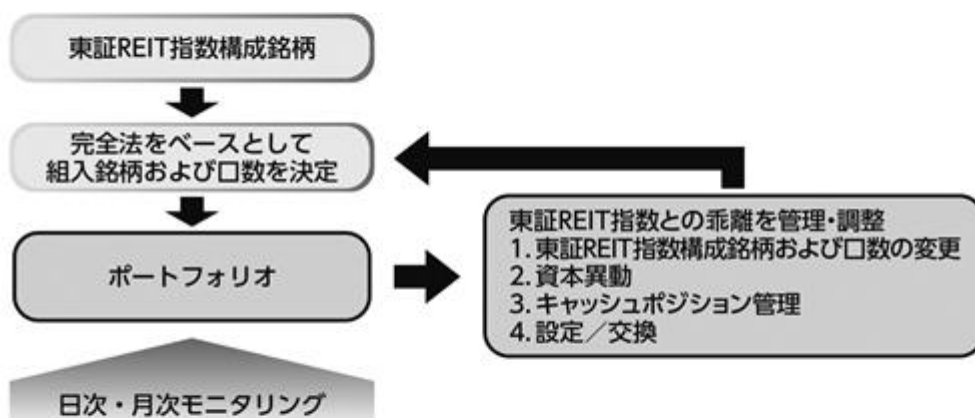 東証REIT指数構成銘柄
完全法をベースとして
組入銘柄および口数を決定
ポートフォリオ
東証REIT指数との乖離を管理・調整
1.東証REIT指数構成銘柄および口数の変更
2.資本異動
3.キャッシュポジション管理
4.設定／交換
日次・月次モニタリング